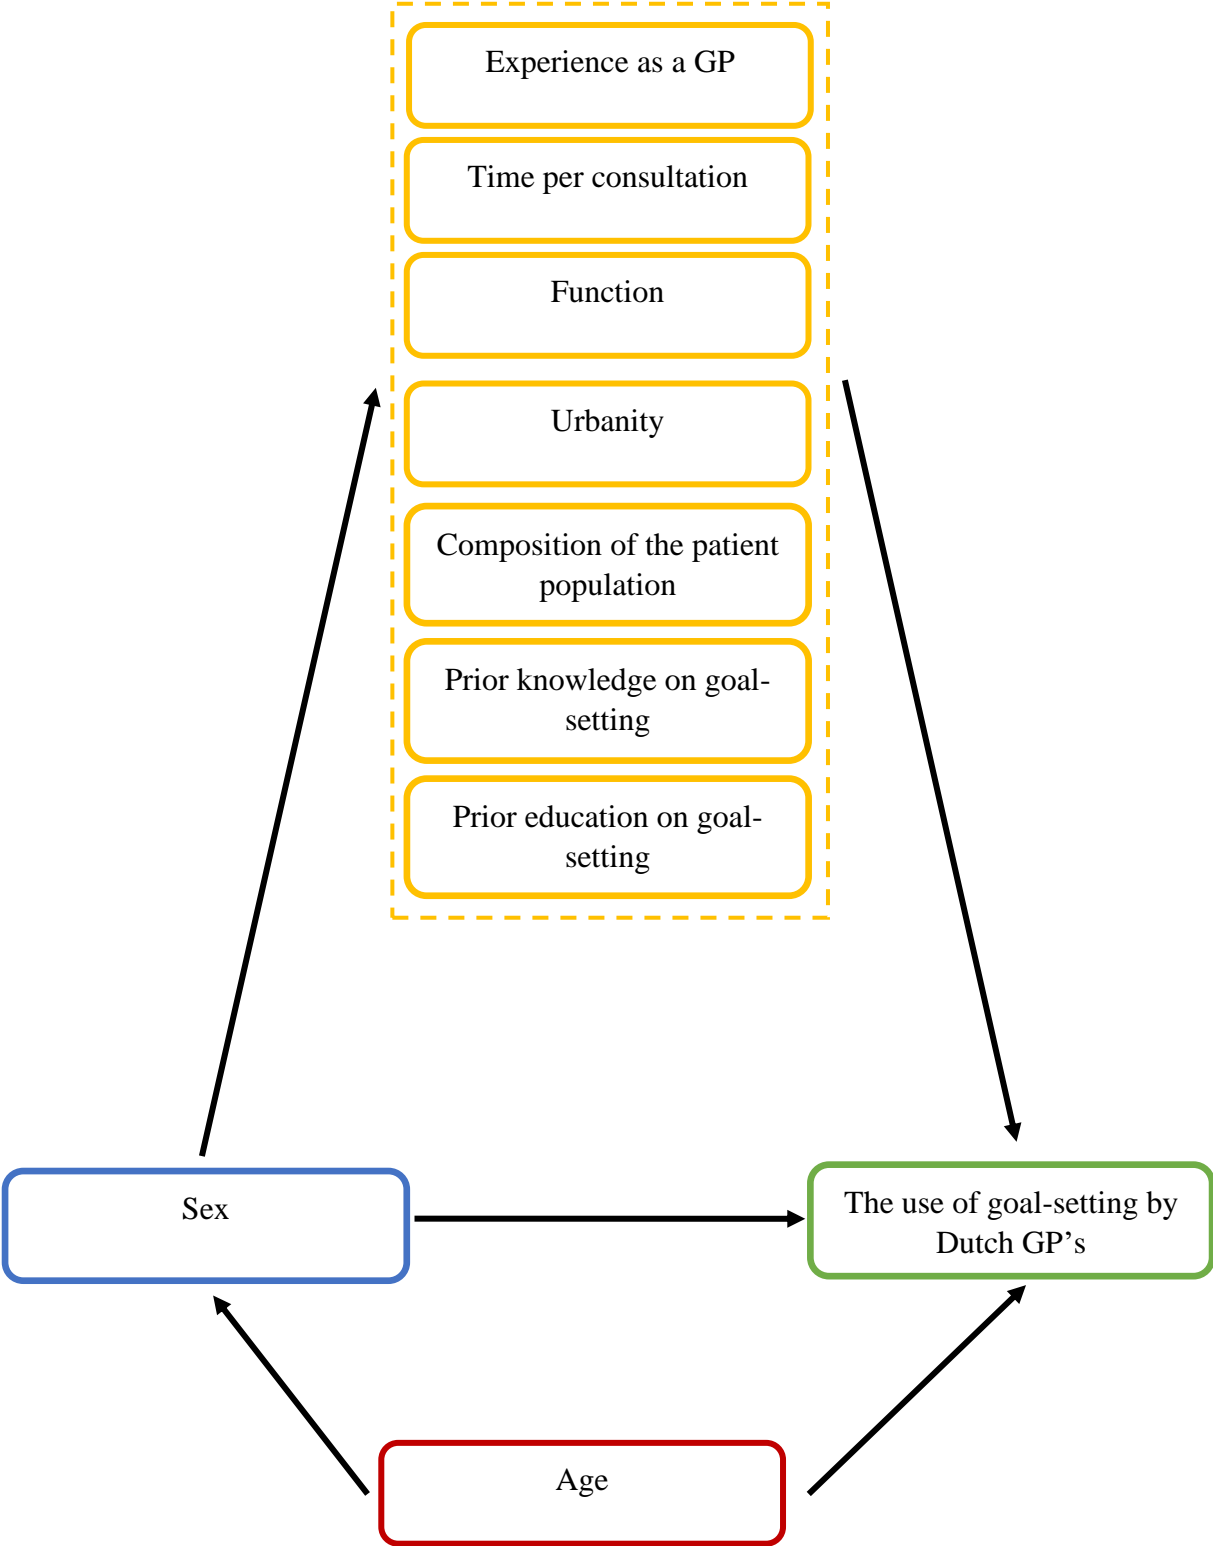 Experience as a GP
Time per consultation
Function
Urbanity
Composition of the patient
population
Prior knowledge on goal-
setting
Prior education on goal-
setting
Sex
The use of goal-setting by
Dutch GP’s
Age